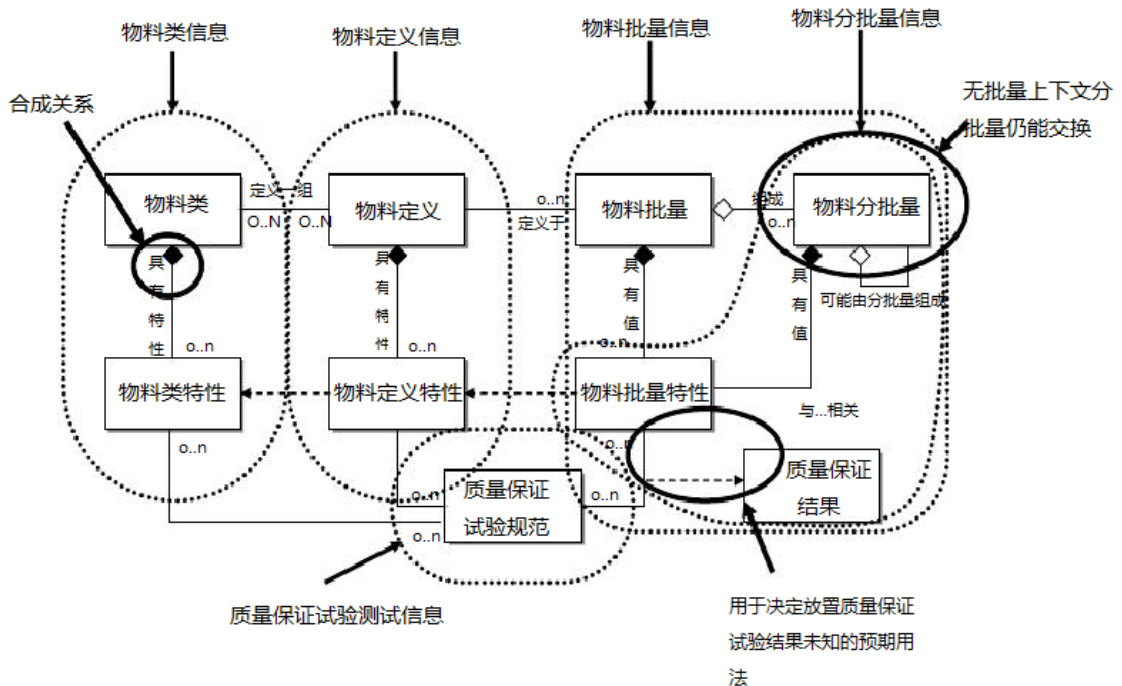 物料类信息
物料定义信息
物料批量信息
物料分批量信息
合成关系
无批量上下文分
批量仍能交换
物料类
定义一组
O..N
O..N
物料定义
o..n
定义于
物料批量
组成
o..n
物料分批量
具有特性
具有特性
具有值
具有值
可能由分批量组成
o..n
o..n
o..n
物料类特性
物料定义特性
物料批量特性
与...相关
o..n
o..n
o..n
o..n
o..n
质量保证
试验规范
质量保证
结果
质量保证试验测试信息
用于决定放置质量保证
试验结果未知的预期用
法